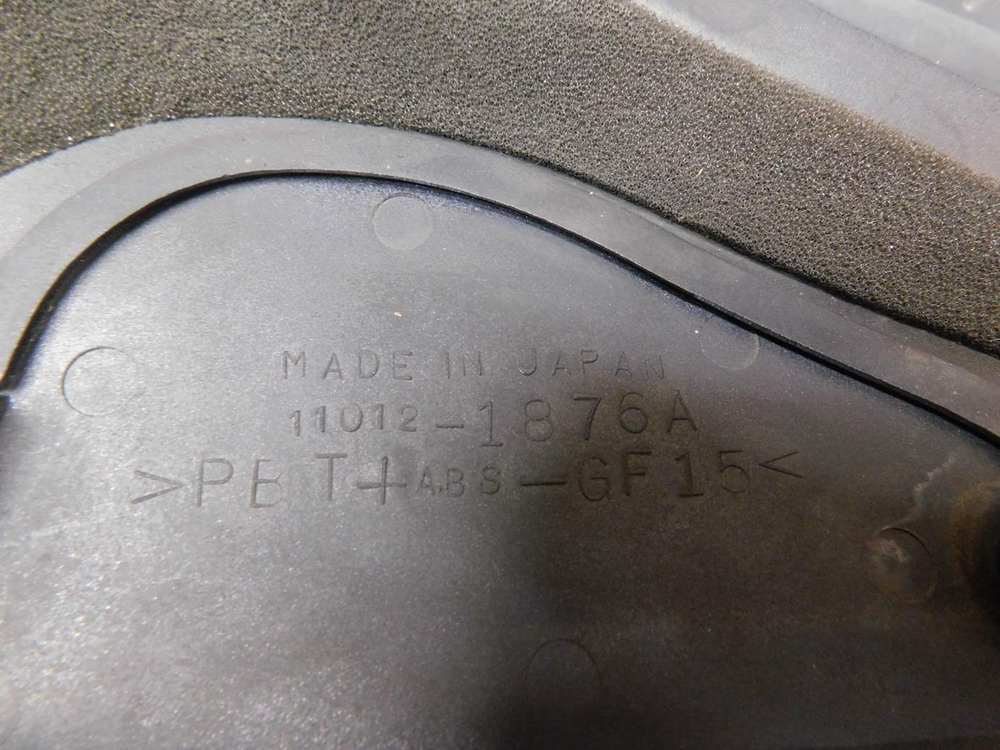 MADE IN JAPAN
11012-1876A
>PBT+ABS-GF15<